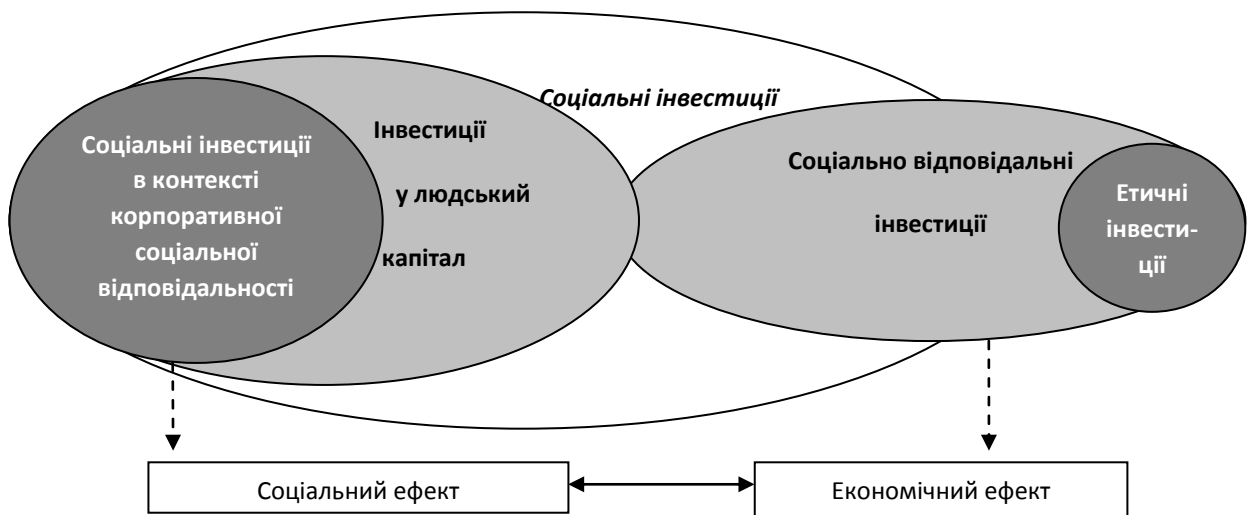 Соціальні інвестиції
Соціальні інвестиції
в контексті
корпоративної
соціальної
відповідальності
Інвестиції
у людський
капітал
Соціально відповідальні
інвестиції
Етичні
інвести-
ції
Соціальний ефект
Економічний ефект